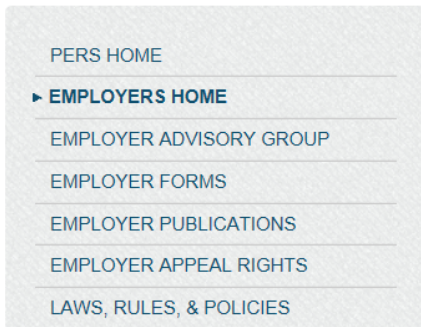 PERS HOME
EMPLOYERS HOME
EMPLOYER ADVISORY GROUP
EMPLOYER FORMS
EMPLOYER PUBLICATIONS
EMPLOYER APPEAL RIGHTS
LAWS, RULES, & POLICIES